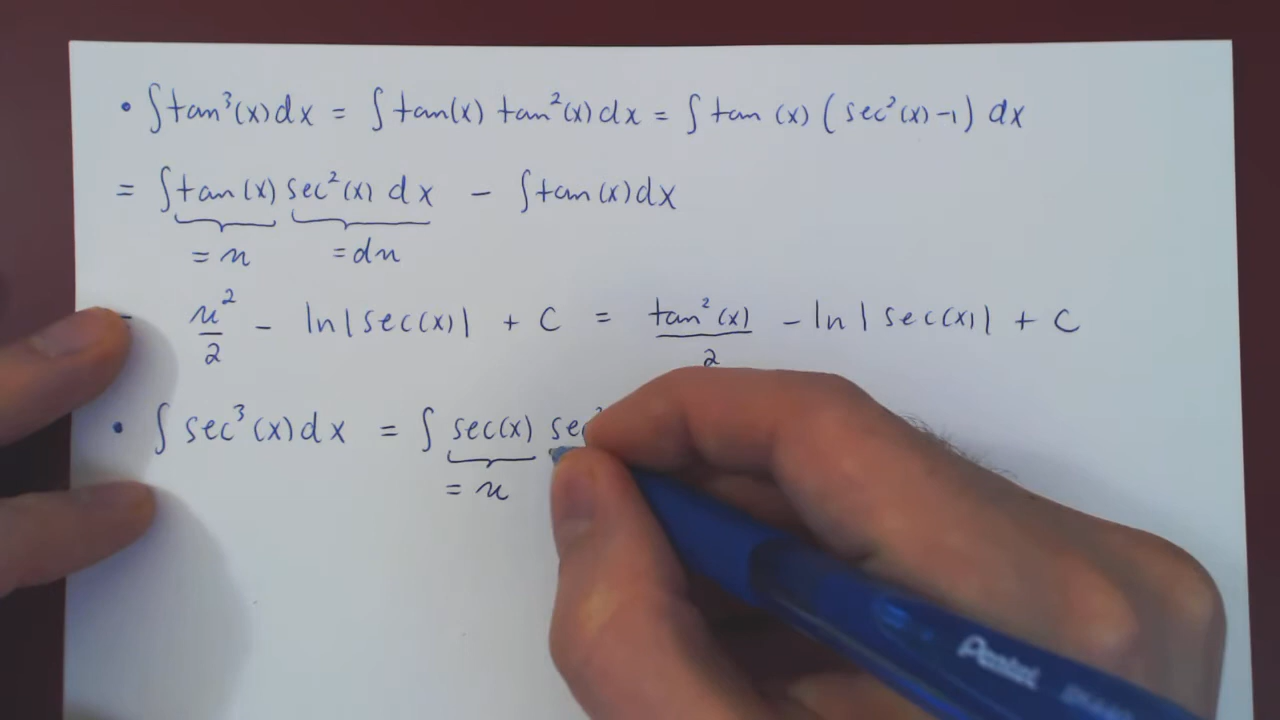 • ∫tan³(x)dx = ∫tan(x) tan²(x)dx = ∫tan(x)(sec²(x)-1) dx
= ∫tan(x) sec²(x) dx - ∫tan(x)dx
= u = du
u²/2 - ln|sec(x)| + C = tan²(x)/2 - ln|sec(x)| + C
• ∫ sec³(x)dx = ∫ sec(x)
= u
Pentel